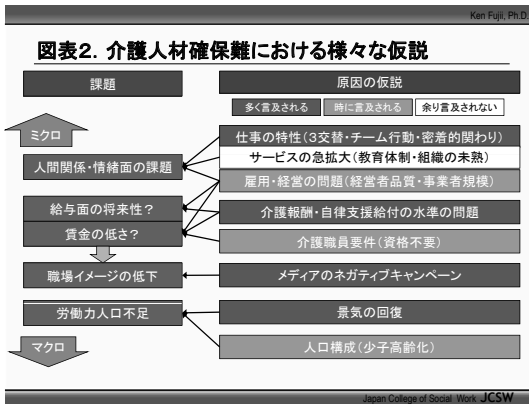 Ken Fujii, Ph.D.
図表2. 介護人材確保難における様々な仮説
課題
原因の仮説
多く言及される
時に言及される
余り言及されない
ミクロ
仕事の特性(3交替・チーム行動・密着的関わり)
サービスの急拡大(教育体制・組織の未熟)
人間関係・情緒面の課題
雇用・経営の問題(経営者品質・事業者規模)
給与面の将来性?
介護報酬・自律支援給付の水準の問題
賃金の低さ?
介護職員要件(資格不要)
職場イメージの低下
メディアのネガティブキャンペーン
労働力人口不足
景気の回復
マクロ
人口構成(少子高齢化)
Japan College of Social Work JCSW